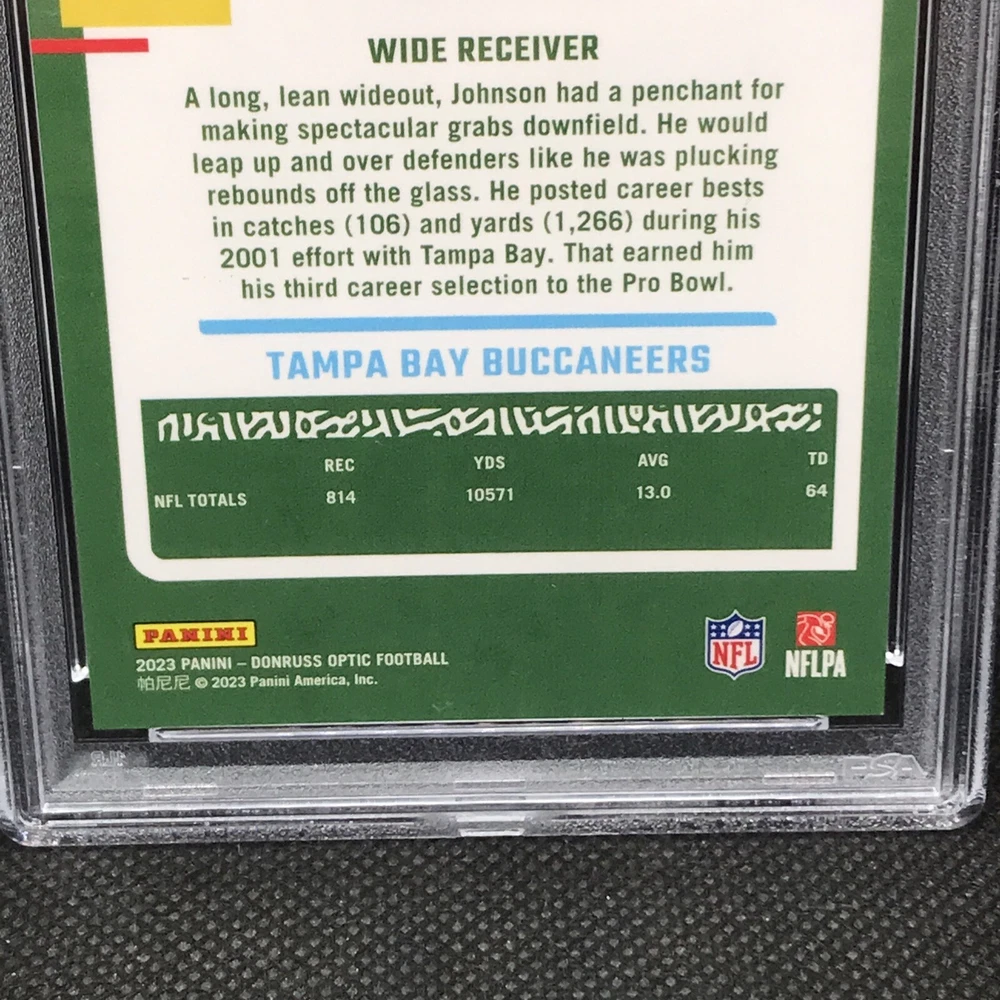 WIDE RECEIVER
A long, lean wideout, Johnson had a penchant for
making spectacular grabs downfield. He would
leap up and over defenders like he was plucking
rebounds off the glass. He posted career bests
in catches (106) and yards (1,266) during his
2001 effort with Tampa Bay. That earned him
his third career selection to the Pro Bowl.
TAMPA BAY BUCCANEERS
REC YDS AVG TD
NFL TOTALS 814 10571 13.0 64
PANINI
2023 PANINI – DONRUSS OPTIC FOOTBALL
帕尼尼 © 2023 Panini America, Inc.
NFL
NFLPA
PSA